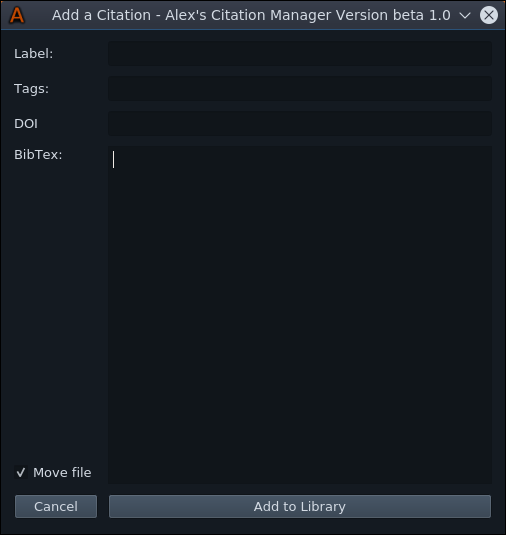 Add a Citation - Alex's Citation Manager Version beta 1.0
Label:
Tags:
DOI
BibTex:
Move file
Cancel
Add to Library